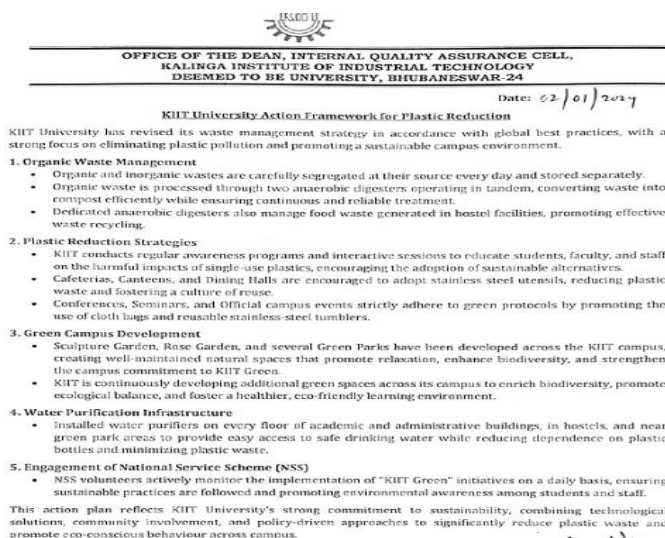 OFFICE OF THE DEAN, INTERNAL QUALITY ASSURANCE CELL,
KALINGA INSTITUTE OF INDUSTRIAL TECHNOLOGY
DEEMED TO BE UNIVERSITY, BHUBANESWAR-24
Date: 02/01/2024
KIIT University Action Framework for Plastic Reduction
KIIT University has revised its waste management strategy in accordance with global best practices, with a
strong focus on eliminating plastic pollution and promoting a sustainable campus environment.
1. Organic Waste Management
• Organic and inorganic wastes are carefully segregated at their source every day and stored separately.
• Organic waste is processed through two anaerobic digesters operating in tandem, converting waste into
compost efficiently while ensuring continuous and reliable treatment.
• Dedicated anaerobic digesters also manage food waste generated in hostel facilities, promoting effective
waste recycling.
2. Plastic Reduction Strategies
• KIIT conducts regular awareness programs and interactive sessions to educate students, faculty, and staff
on the harmful impacts of single-use plastics, encouraging the adoption of sustainable alternatives.
• Cafeterias, Canteens, and Dining Halls are encouraged to adopt stainless steel utensils, reducing plastic
waste and fostering a culture of reuse.
• Conferences, Seminars, and Official campus events strictly adhere to green protocols by promoting the
use of cloth bags and reusable stainless-steel tumblers.
3. Green Campus Development
• Sculpture Garden, Rose Garden, and several Green Parks have been developed across the KIIT campus,
creating well-maintained natural spaces that promote relaxation, enhance biodiversity, and strengthen
the campus commitment to KIIT Green.
• KIIT is continuously developing additional green spaces across its campus to enrich biodiversity, promote
ecological balance, and foster a healthier, eco-friendly learning environment.
4. Water Purification Infrastructure
• Installed water purifiers on every floor of academic and administrative buildings, in hostels, and near
green park areas to provide easy access to safe drinking water while reducing dependence on plastic
bottles and minimizing plastic waste.
5. Engagement of National Service Scheme (NSS)
• NSS volunteers actively monitor the implementation of "KIIT Green" initiatives on a daily basis, ensuring
sustainable practices are followed and promoting environmental awareness among students and staff.
This action plan reflects KIIT University's strong commitment to sustainability, combining technological
solutions, community involvement, and policy-driven approaches to significantly reduce plastic waste and
promote eco-conscious behaviour across campus.